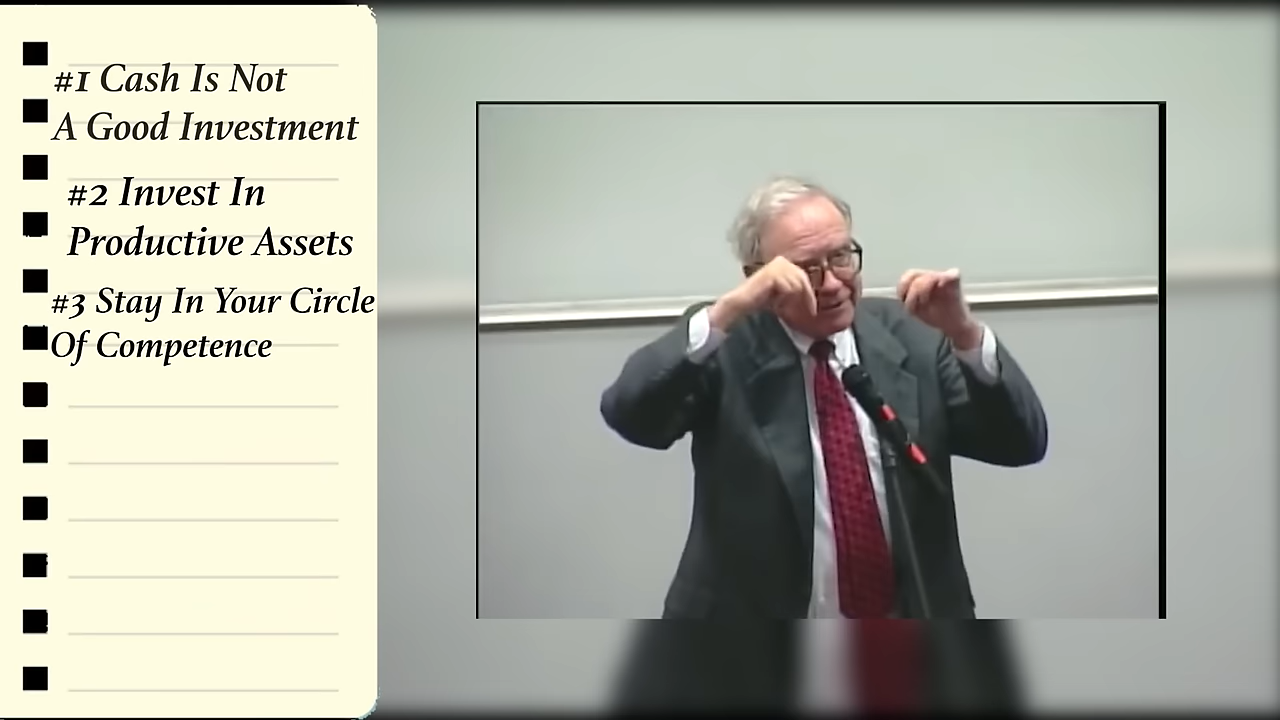 #1 Cash Is Not
A Good Investment
#2 Invest In
Productive Assets
#3 Stay In Your Circle
Of Competence